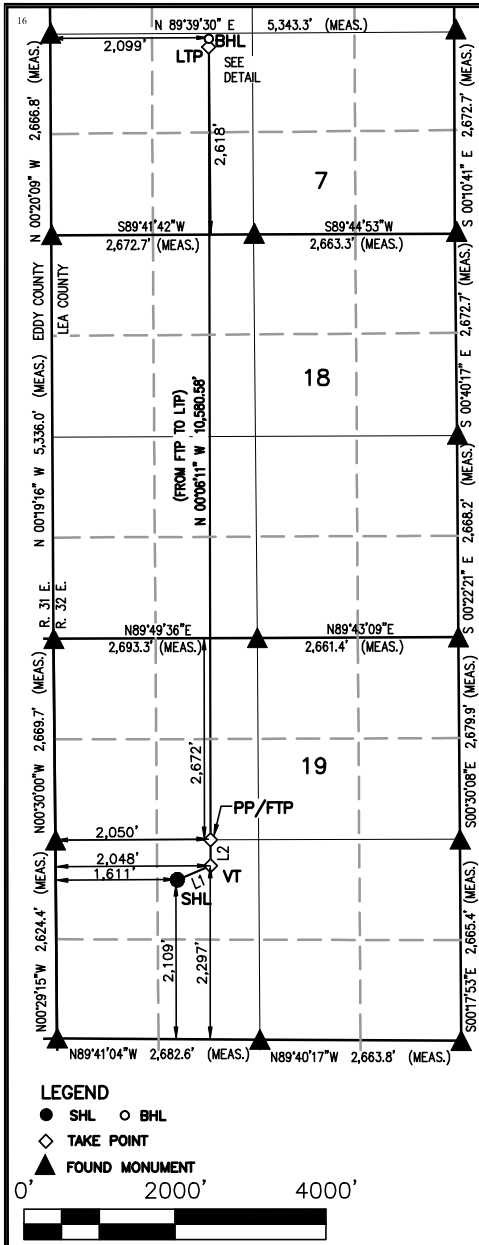 16
N 89°39'30" E 5,343.3' (MEAS.)
2,099'
BHL
LTP
SEE
DETAIL
N 00°20'09" W 2,666.8' (MEAS.)
2,618'
7
S 00°10'41" E 2,672.7' (MEAS.)
S89°41'42"W
2,672.7' (MEAS.)
S89°44'53"W
2,663.3' (MEAS.)
EDDY COUNTY
LEA COUNTY
18
S 00°40'17" E 2,672.7' (MEAS.)
N 00°19'16" W 5,336.0' (MEAS.)
(FROM FTP TO LTP)
N 00°06'11" W 10,580.58'
S 00°22'21" E 2,668.2' (MEAS.)
R. 31 E.
R. 32 E.
N89°49'36"E
2,693.3' (MEAS.)
N89°43'09"E
2,661.4' (MEAS.)
N00°30'00"W 2,669.7' (MEAS.)
2,672'
19
S00°30'08"E 2,679.9' (MEAS.)
PP/FTP
2,050'
L2
2,048'
VT
1,611'
L1
SHL
N00°29'15"W 2,624.4' (MEAS.)
2,109'
2,297'
S00°17'53"E 2,665.4' (MEAS.)
N89°41'04"W 2,682.6' (MEAS.)
N89°40'17"W 2,663.8' (MEAS.)
LEGEND
SHL BHL
TAKE POINT
FOUND MONUMENT
0' 2000' 4000'